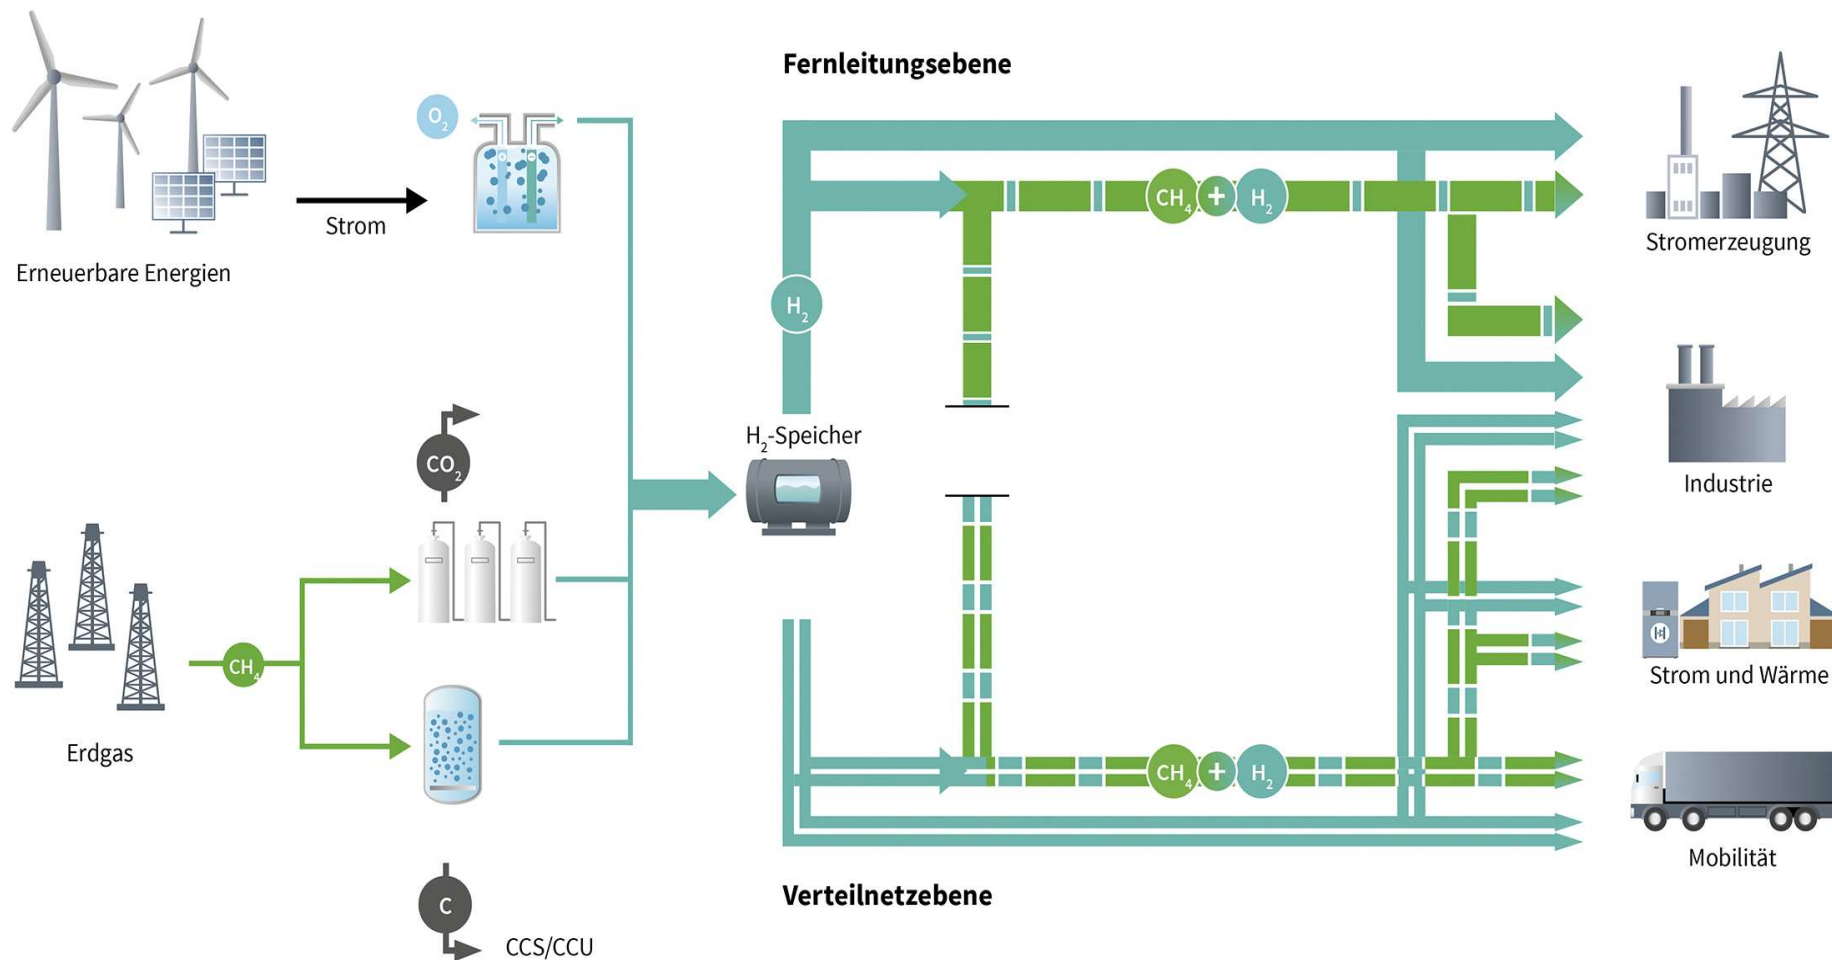 Fernleitungsebene
O₂
Strom
Erneuerbare Energien
CH₄ + H₂
Stromerzeugung
H₂
CO₂
H₂-Speicher
Industrie
CH₄
Erdgas
Strom und Wärme
CH₄ + H₂
Mobilität
Verteilnetzebene
C
CCS/CCU